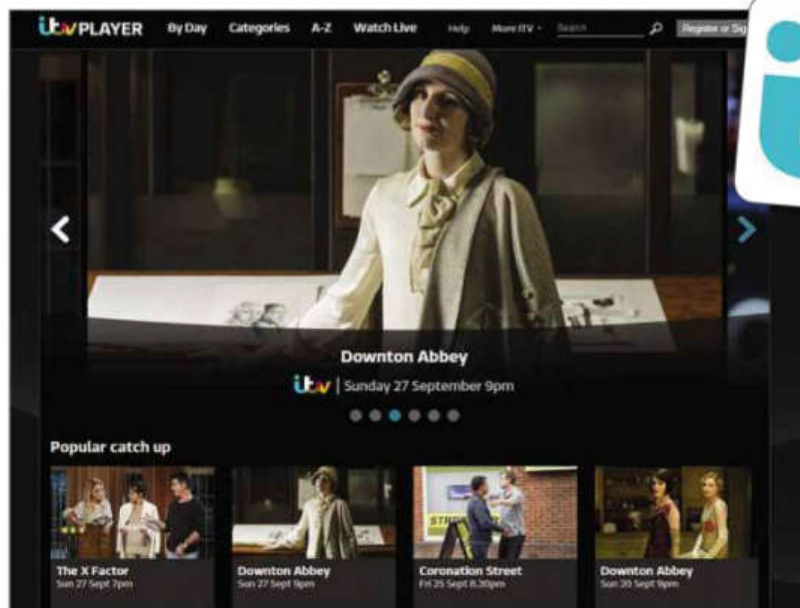 itv PLAYER By Day Categories A-Z Watch Live Help More ITV Search Register or Sig
Downton Abbey
itv | Sunday 27 September 9pm
Popular catch up
The X Factor
Sun 27 Sept 7pm
Downton Abbey
Sun 27 Sept 9pm
Coronation Street
Fri 25 Sept 8.30pm
Downton Abbey
Sun 20 Sept 9pm